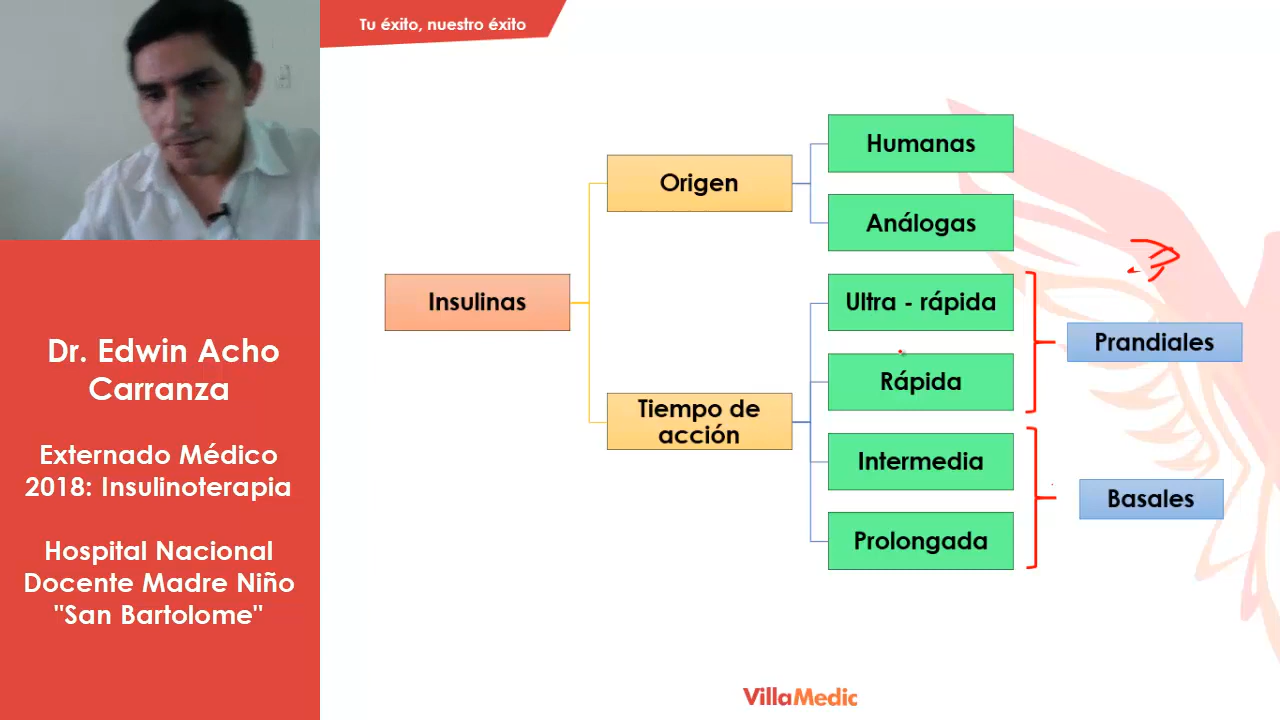 Tu éxito, nuestro éxito
Dr. Edwin Acho
Carranza
Externado Médico
2018: Insulinoterapia
Hospital Nacional
Docente Madre Niño
"San Bartolome"
Insulinas
Origen
Humanas
Análogas
Tiempo de
acción
Ultra - rápida
Rápida
Intermedia
Prolongada
Prandiales
Basales
VillaMedic